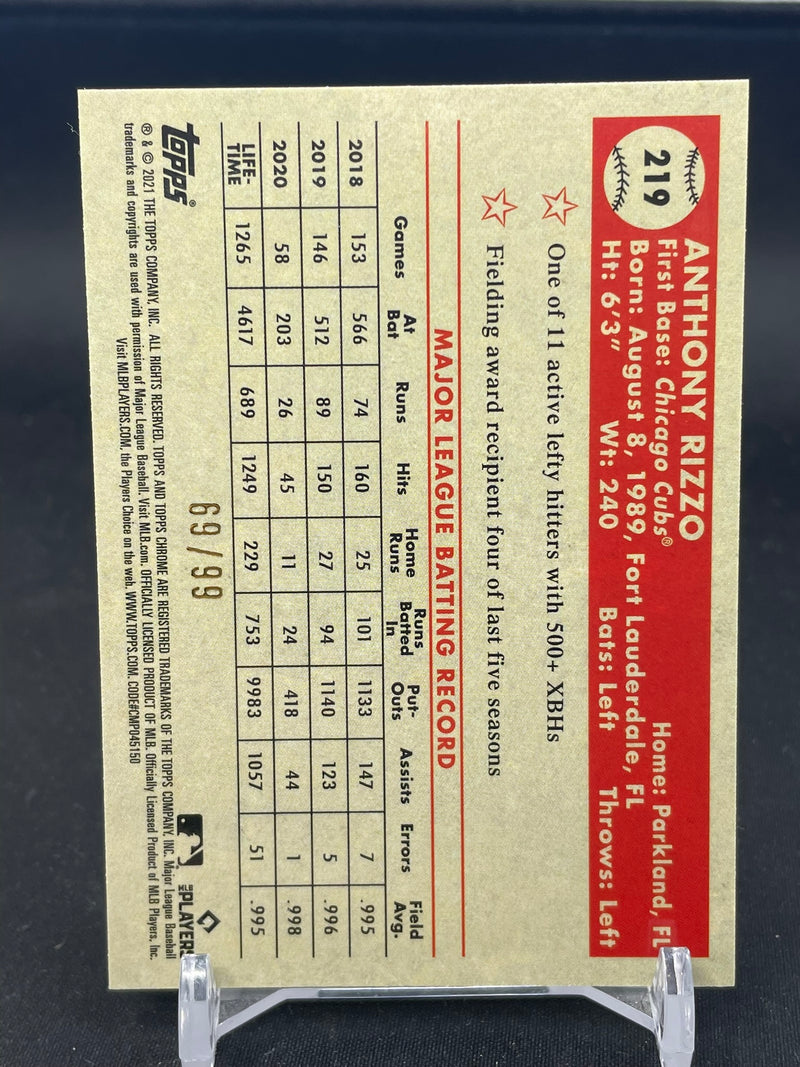 219
ANTHONY RIZZO
First Base: Chicago Cubs® Home: Parkland, FL
Born: August 8, 1989, Fort Lauderdale, FL
Ht: 6'3" Wt: 240 Bats: Left Throws: Left
One of 11 active lefty hitters with 500+ XBHs
Fielding award recipient four of last five seasons
MAJOR LEAGUE BATTING RECORD
Games At Bat Runs Hits Home Runs Runs Batted In Put-Outs Assists Errors Field Avg.
2018 153 566 74 160 25 101 1133 147 7 .995
2019 146 512 89 150 27 94 1140 123 5 .996
2020 58 203 26 45 11 24 418 44 1 .998
LIFE-TIME 1265 4617 689 1249 229 753 9983 1057 51 .995
69/99
topps®
MLB PLAYERS
® & © 2021 THE TOPPS COMPANY, INC. ALL RIGHTS RESERVED. TOPPS AND TOPPS CHROME ARE REGISTERED TRADEMARKS OF THE TOPPS COMPANY, INC. Major League Baseball
trademarks and copyrights are used with permission of Major League Baseball. Visit MLB.com. OFFICIALLY LICENSED PRODUCT OF MLB. Officially Licensed Product of MLB Players, Inc.
Visit MLBPLAYERS.COM, the Players Choice on the web. WWW.TOPPS.COM. CODE#CMP045150